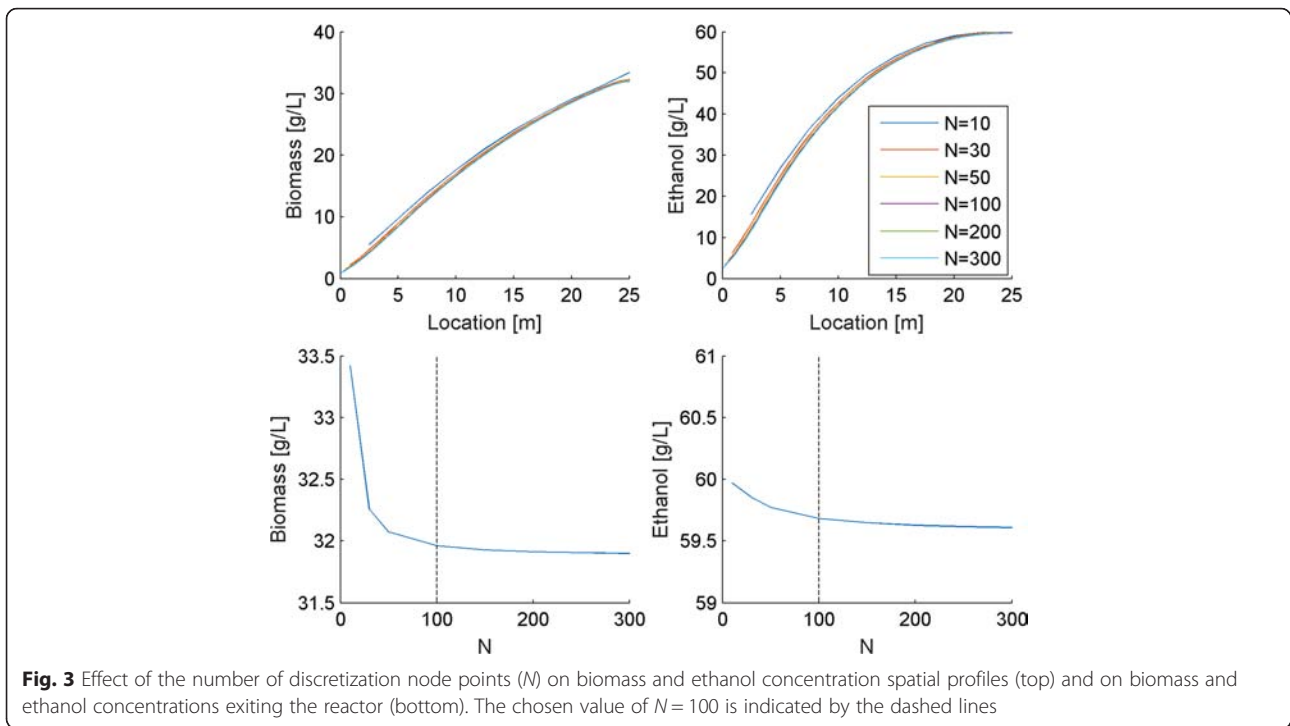 40
30
20
10
0
Biomass [g/L]
0 5 10 15 20 25
Location [m]
60
50
40
30
20
10
0
Ethanol [g/L]
0 5 10 15 20 25
Location [m]
N=10
N=30
N=50
N=100
N=200
N=300
33.5
33
32.5
32
31.5
Biomass [g/L]
0 100 200 300
N
61
60.5
60
59.5
59
Ethanol [g/L]
0 100 200 300
N
Fig. 3 Effect of the number of discretization node points (N) on biomass and ethanol concentration spatial profiles (top) and on biomass and
ethanol concentrations exiting the reactor (bottom). The chosen value of N = 100 is indicated by the dashed lines